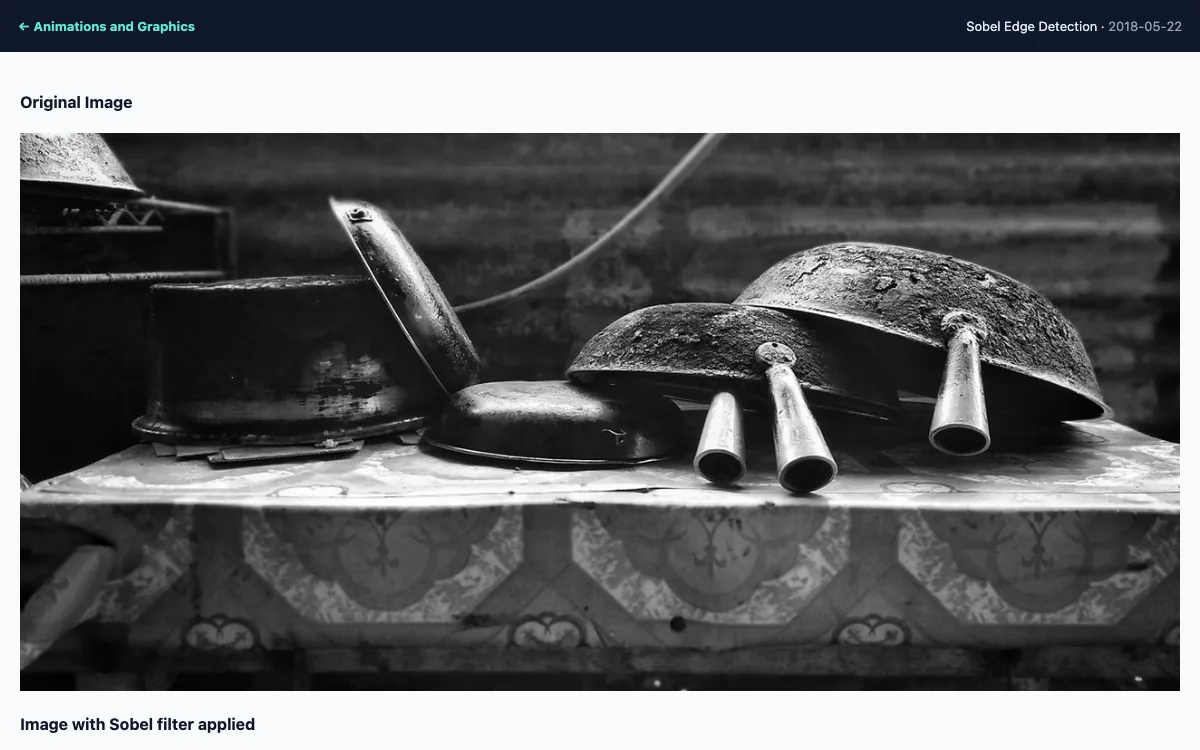 ← Animations and Graphics
Sobel Edge Detection · 2018-05-22
Original Image
Image with Sobel filter applied